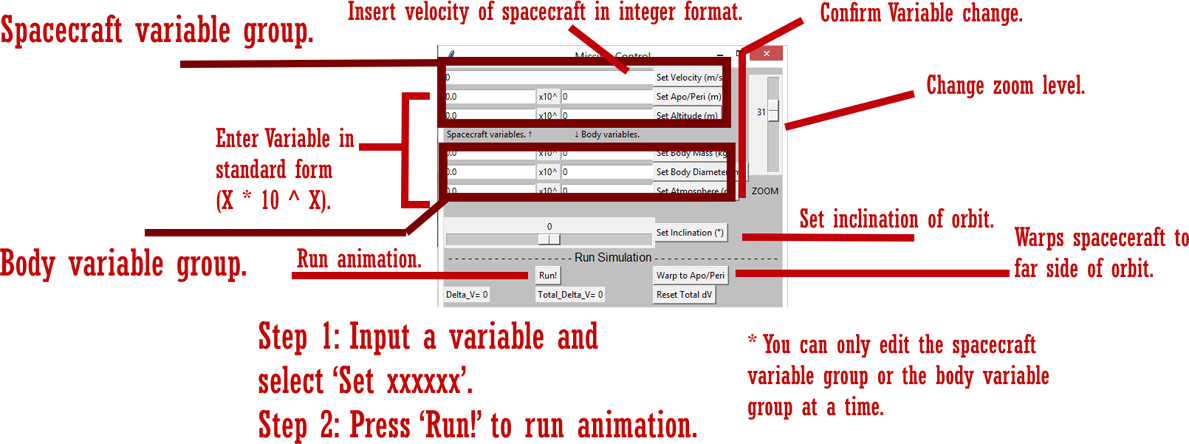 Insert velocity of spacecraft in integer format.
Confirm Variable change.
Spacecraft variable group.
Mission Control
0
Set Velocity (m/s
0.0 x10^ 0 Set Apo/Peri (m)
0.0 x10^ 0 Set Altitude (m)
Spacecraft variables. ↑ ↓ Body variables.
0.0 x10^ 0 Set Body Mass (kg
0.0 x10^ 0 Set Body Diameter
0.0 x10^ 0 Set Atmosphere
31
ZOOM
Change zoom level.
Enter Variable in
standard form
(X * 10 ^ X).
Body variable group.
0
Set Inclination (°)
Set inclination of orbit.
Run animation.
Run Simulation
Run!
Warp to Apo/Peri
Warps spacececraft to
far side of orbit.
Delta_V= 0
Total_Delta_V= 0
Reset Total dV
Step 1: Input a variable and
select ‘Set xxxxxx’.
Step 2: Press ‘Run!’ to run animation.
* You can only edit the spacecraft
variable group or the body variable
group at a time.